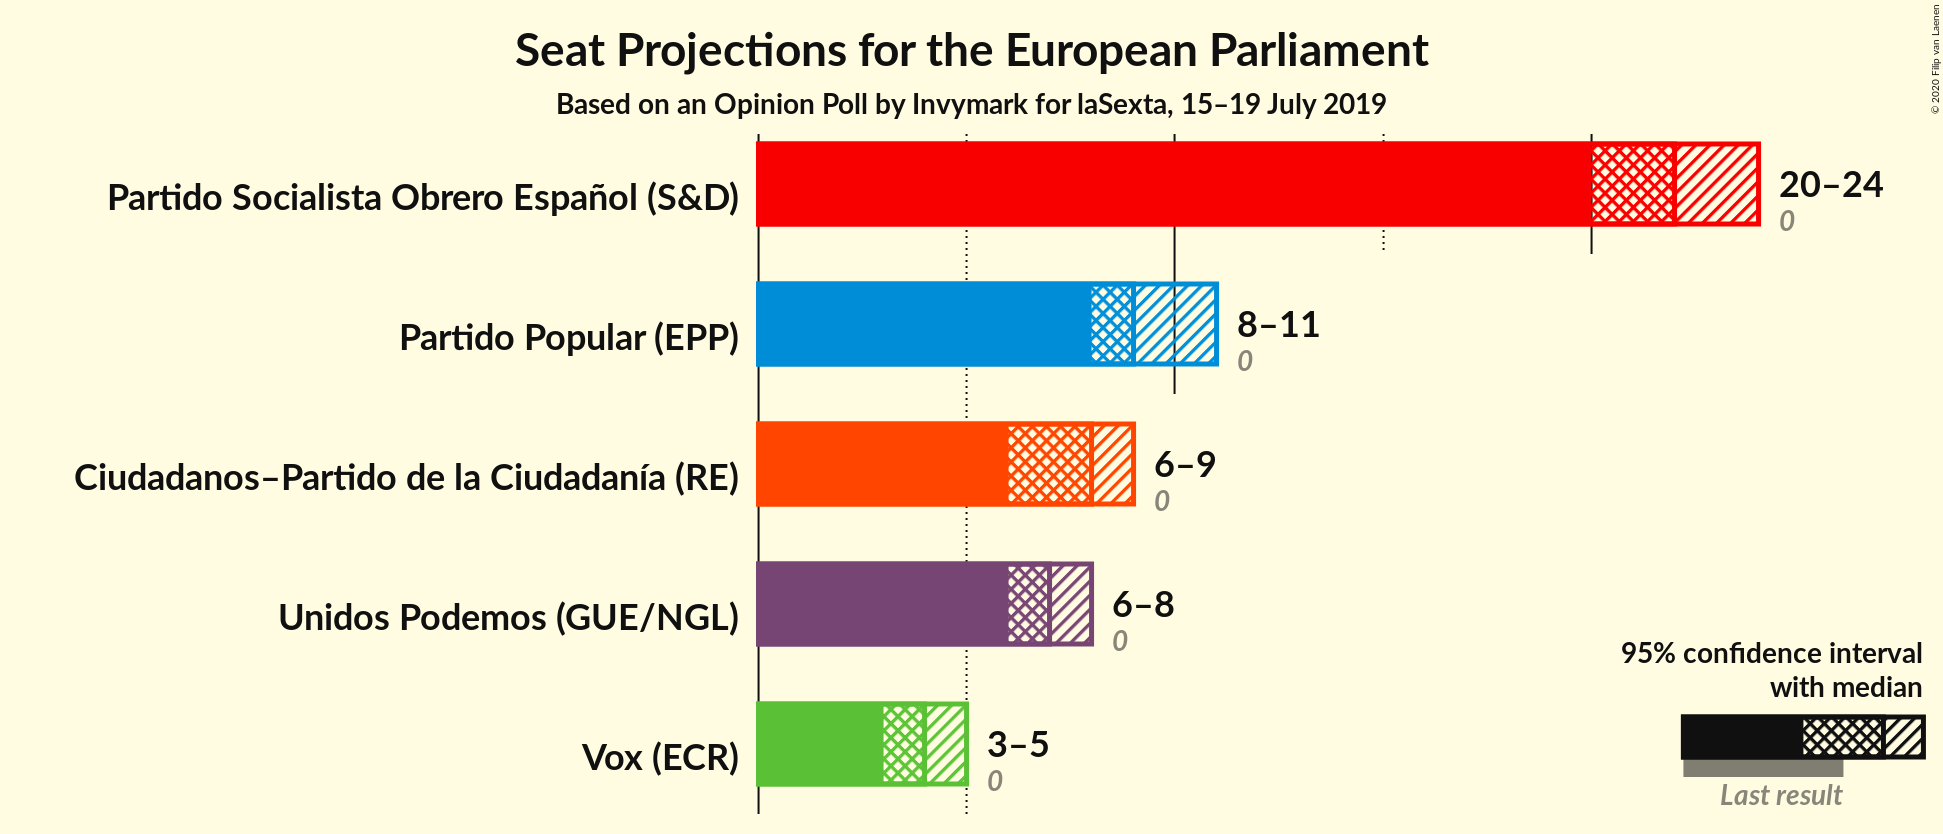 Seat Projections for the European Parliament
Based on an Opinion Poll by Invymark for laSexta, 15–19 July 2019
© 2020 Filip van Laenen
Partido Socialista Obrero Español (S&D)
20–24
0
Partido Popular (EPP)
8–11
0
Ciudadanos–Partido de la Ciudadanía (RE)
6–9
0
Unidos Podemos (GUE/NGL)
6–8
0
Vox (ECR)
3–5
0
95% confidence interval
with median
Last result